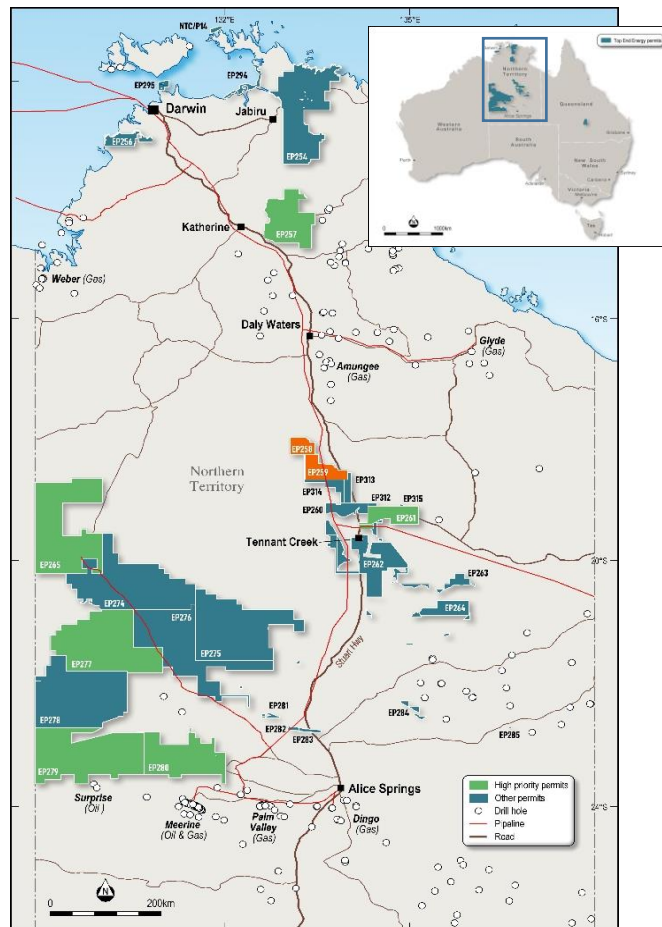 NTC/P14
132°E
135°E
EP295
EP294
Darwin
Jabiru
EP256
EP254
Katherine
EP257
Weber (Gas)
16°S
Daly Waters
Glyde
(Gas)
Amungee
(Gas)
Northern
Territory
EP258
EP259
EP313
EP314
EP312
EP315
EP260
EP261
Tennant Creek
20°S
EP265
EP262
EP263
EP274
EP264
EP276
EP275
EP277
Stuart Hwy
EP278
EP281
EP284
EP282
EP283
EP285
EP279
EP280
Alice Springs
Surprise
(Oil )
Meerine
(Oil & Gas)
Palm
Valley
(Gas)
Dingo
(Gas)
24°S
High priority permits
Other permits
Drill hole
Pipaline
Road
N
0
200km
Top End Energy permits
Northern
Territory
Queensland
Western
Australia
South
Australia
New South
Wales
Victoria
Tas
Perth
Adelaide
Brisbane
Sydney
Canberra
Melbourne
Hobart
0
1000km